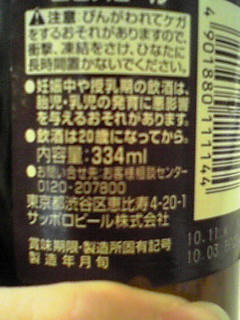 注意:びんがわれてケガ
をするおそれがありますので、
衝撃、凍結をさけ、ひなたに
長時間置かないでください。
●妊娠中や授乳期の飲酒は、
胎児・乳児の発育に悪影響
を与えるおそれがあります。
●飲酒は20歳になってから。
内容量:334ml
●お問い合せ先:お客様相談センター
0120-207800
東京都渋谷区恵比寿4-20-1
サッポロビール株式会社
賞味期限・製造所固有記号
製造年月旬
4901880111144
10.11.
10.03.